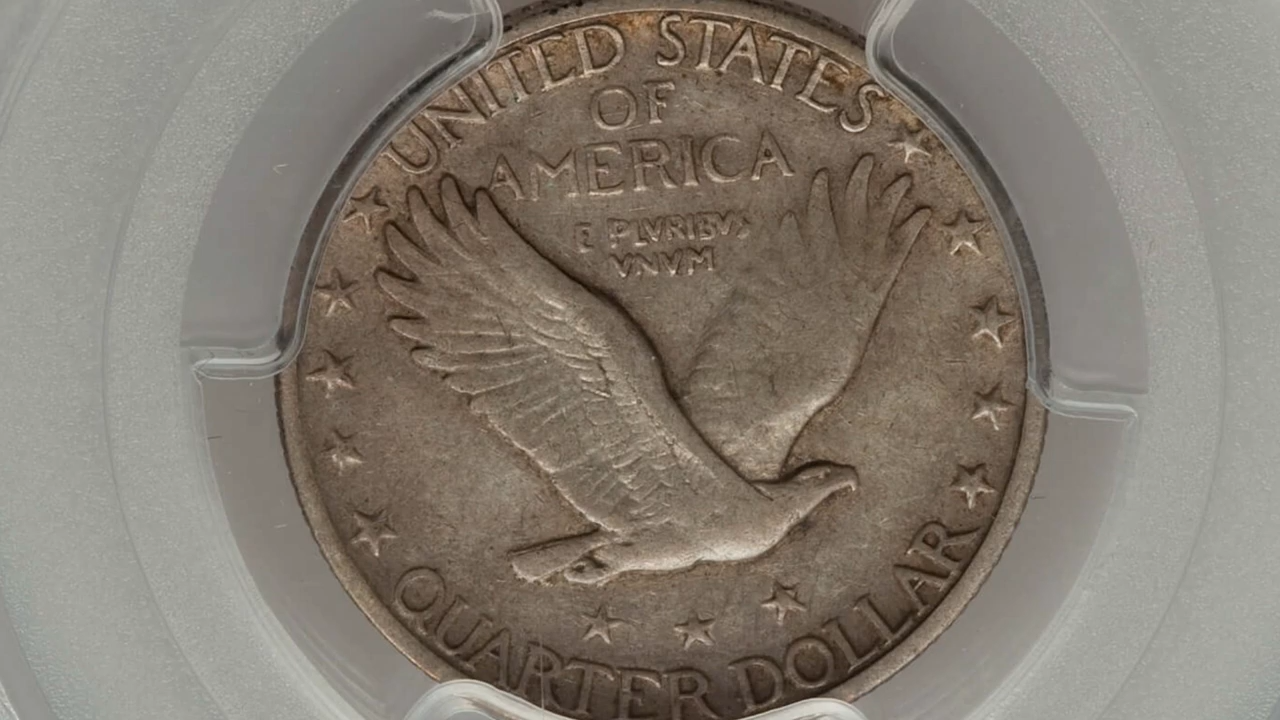 UNITED STATES
OF
AMERICA
E PLVRIBVS
VNVM
QUARTER DOLLAR